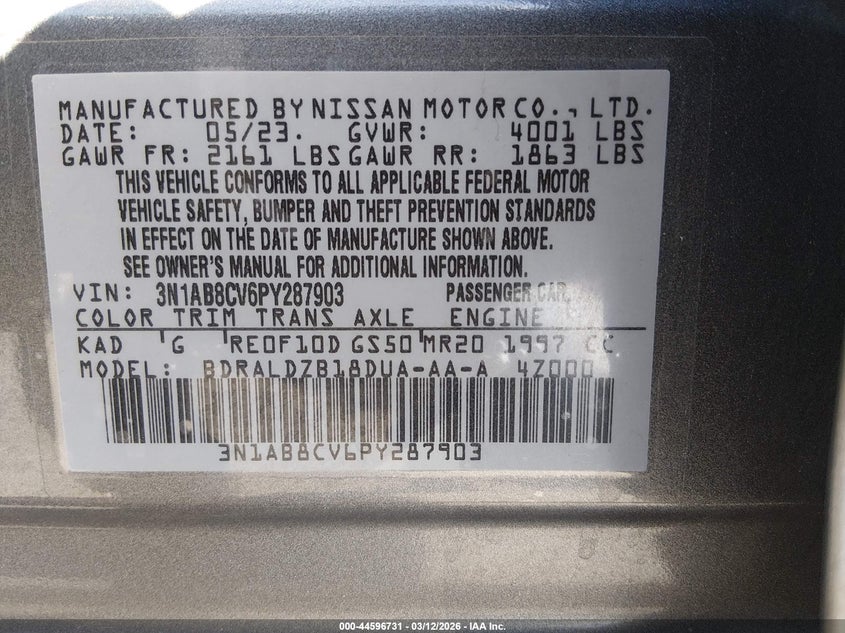 MANUFACTURED BY NISSAN MOTOR CO., LTD.
DATE: 05/23. GVWR: 4001 LBS
GAWR FR: 2161 LBS GAWR RR: 1863 LBS
THIS VEHICLE CONFORMS TO ALL APPLICABLE FEDERAL MOTOR
VEHICLE SAFETY, BUMPER AND THEFT PREVENTION STANDARDS
IN EFFECT ON THE DATE OF MANUFACTURE SHOWN ABOVE.
SEE OWNER'S MANUAL FOR ADDITIONAL INFORMATION.
VIN: 3N1AB8CV6PY287903 PASSENGER CAR
COLOR TRIM TRANS AXLE ENGINE
KAD G RE0F10D GS50 MR20 1997 CC
MODEL: BDRALDZB18DUA-AA-A 4Z000
3N1AB8CV6PY287903
000-44596731 - 03/12/2026 - IAA Inc.